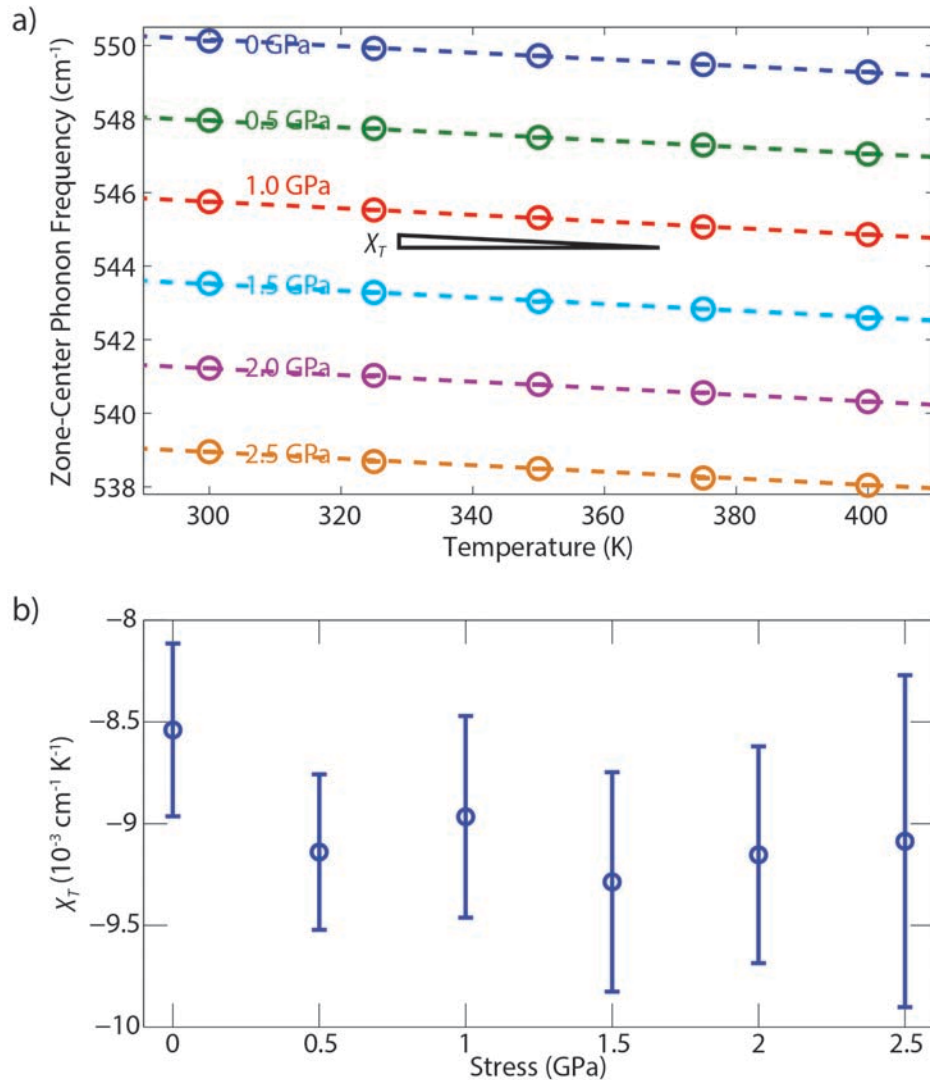 a)
Zone-Center Phonon Frequency (cm⁻¹)
550
548
546
544
542
540
538
0 GPa
0.5 GPa
1.0 GPa
X_T
1.5 GPa
2.0 GPa
2.5 GPa
300 320 340 360 380 400
Temperature (K)
b)
X_T (10⁻³ cm⁻¹ K⁻¹)
−8
−8.5
−9
−9.5
−10
0 0.5 1 1.5 2 2.5
Stress (GPa)